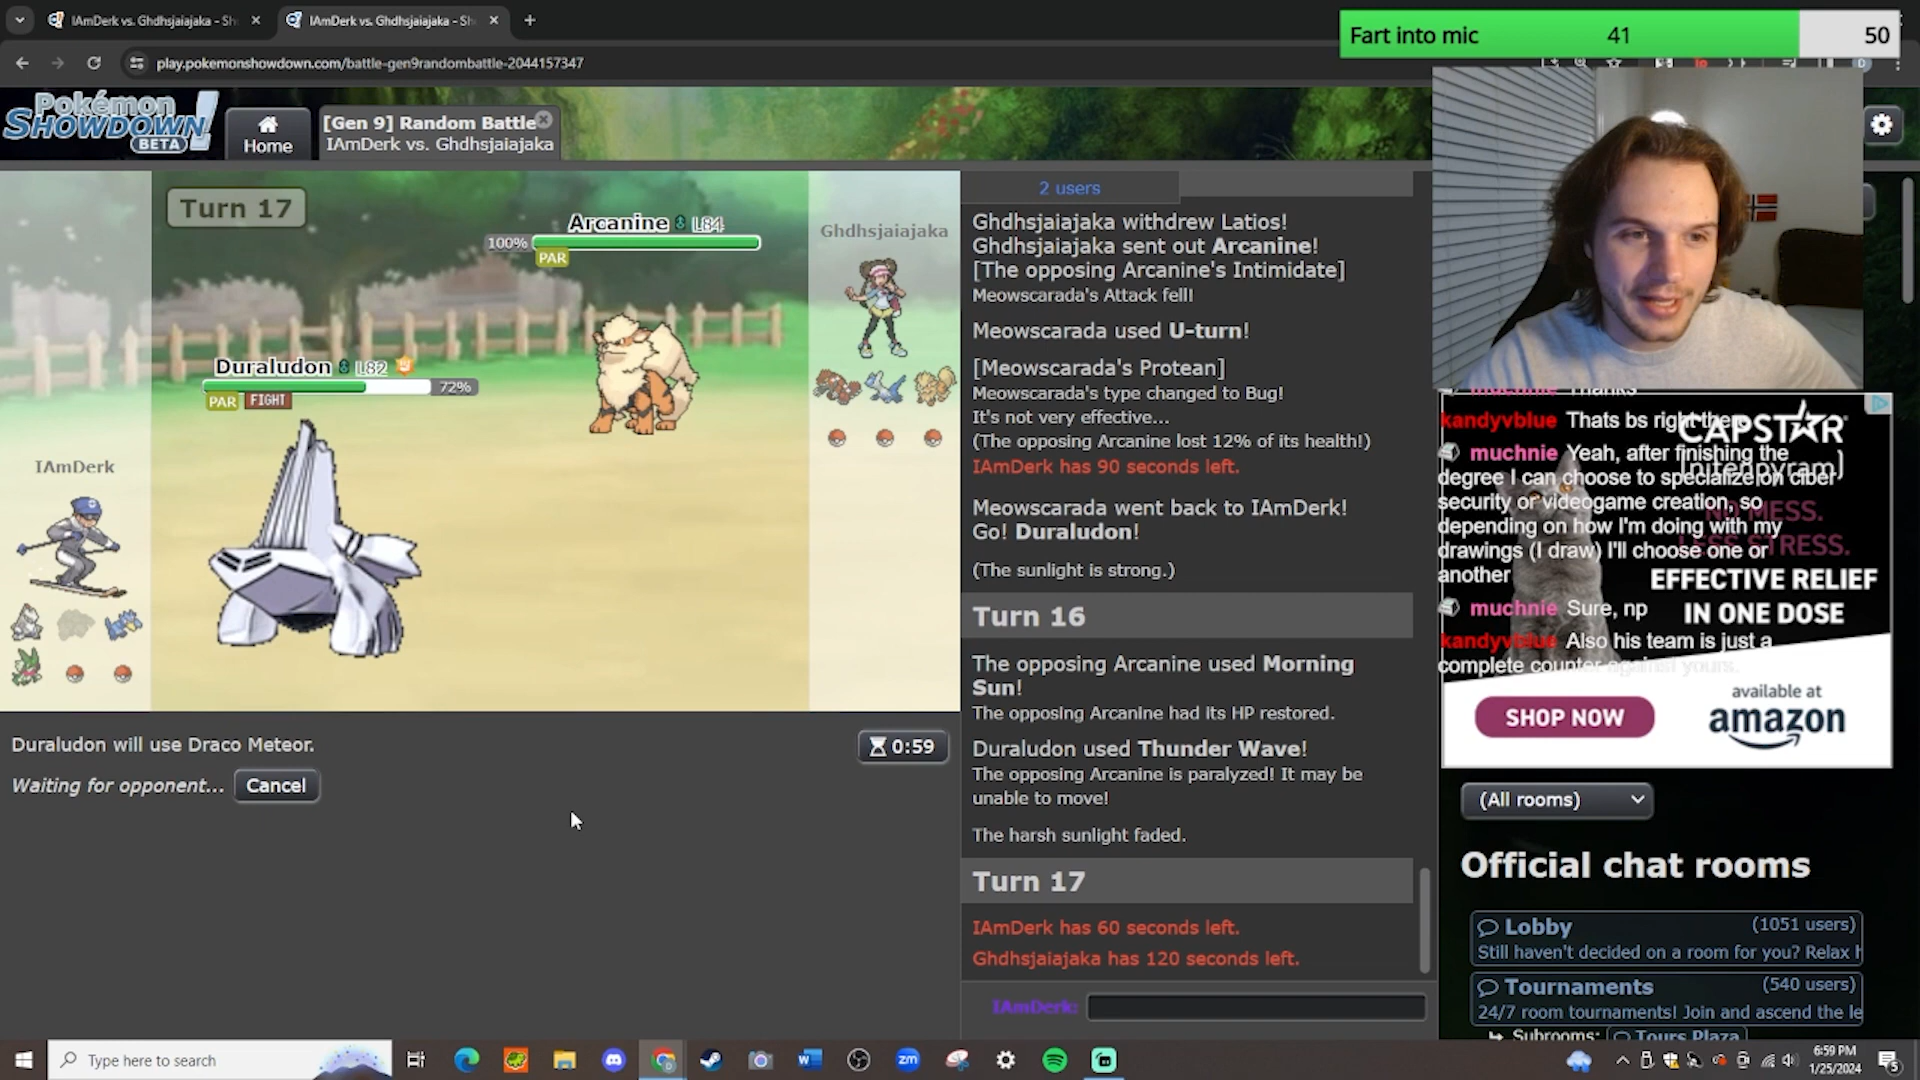 IAmDerk vs. Ghdhsjaiajaka - Sh
IAmDerk vs. Ghdhsjaiajaka - Sh
play.pokemonshowdown.com/battle-gen9randombattle-2044157347
Fart into mic 41 50
Pokémon
SHOWDOWN!
BETA
Home
[Gen 9] Random Battle
IAmDerk vs. Ghdhsjaiajaka
Turn 17
Arcanine L84
100%
PAR
Duraludon L82
72%
PAR FIGHT
IAmDerk
Ghdhsjaiajaka
Duraludon will use Draco Meteor.
Waiting for opponent... Cancel
0:59
2 users
Ghdhsjaiajaka withdrew Latios!
Ghdhsjaiajaka sent out Arcanine!
[The opposing Arcanine's Intimidate]
Meowscarada's Attack fell!
Meowscarada used U-turn!
[Meowscarada's Protean]
Meowscarada's type changed to Bug!
It's not very effective...
(The opposing Arcanine lost 12% of its health!)
IAmDerk has 90 seconds left.
Meowscarada went back to IAmDerk!
Go! Duraludon!
(The sunlight is strong.)
Turn 16
The opposing Arcanine used Morning
Sun!
The opposing Arcanine had its HP restored.
Duraludon used Thunder Wave!
The opposing Arcanine is paralyzed! It may be
unable to move!
The harsh sunlight faded.
Turn 17
IAmDerk has 60 seconds left.
Ghdhsjaiajaka has 120 seconds left.
IAmDerk:
muchnie Thanks
kandyvblue Thats bs right there
muchnie Yeah, after finishing the
degree I can choose to specialize on ciber
security or videogame creation, so
depending on how I'm doing with my
drawings (I draw) I'll choose one or
another
muchnie Sure, np
kandyvblue Also his team is just a
complete counter against yours.
CAPSTAR
(nitenpyram)
NO MESS.
LESS STRESS.
EFFECTIVE RELIEF
IN ONE DOSE
SHOP NOW
available at
amazon
(All rooms)
Official chat rooms
Lobby (1051 users)
Still haven't decided on a room for you? Relax h
Tournaments (540 users)
24/7 room tournaments! Join and ascend the le
Subrooms: Tours Plaza
Type here to search
6:59 PM
1/25/2024